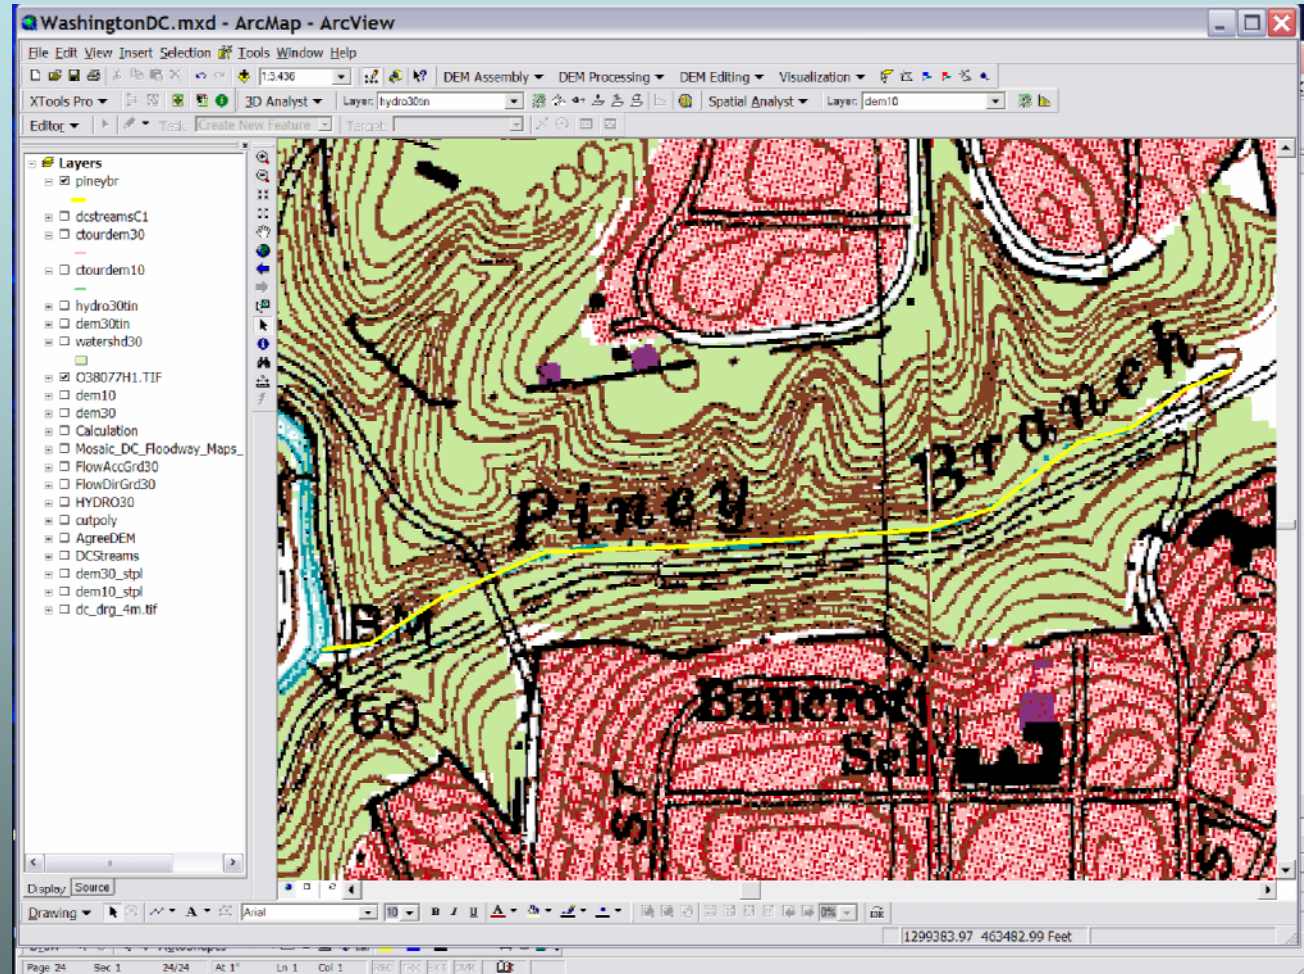 WashingtonDC.mxd - ArcMap - ArcView
File Edit View Insert Selection Tools Window Help
1:3,436 DEM Assembly DEM Processing DEM Editing Visualization
XTools Pro 3D Analyst Layer: hydro30tin Spatial Analyst Layer: dem10
Editor Task: Create New Feature Target:
Layers
pineybr
dcstreamsC1
ctourdem30
ctourdem10
hydro30tin
dem30tin
watershd30
O38077H1.TIF
dem10
dem30
Calculation
Mosaic_DC_Floodway_Maps_
FlowAccGrd30
FlowDirGrd30
HYDRO30
cutpoly
AgreeDEM
DCStreams
dem30_stpl
dem10_stpl
dc_drg_4m.tif
Piney Branch
BM
60
Bancroft
Sch
ST
200
ST
Display Source
Drawing Arial 10 B I U A 0%
1299383.97 463482.99 Feet
Page 24 Sec 1 24/24 At 1" Ln 1 Col 1 REC TRK EXT OVR